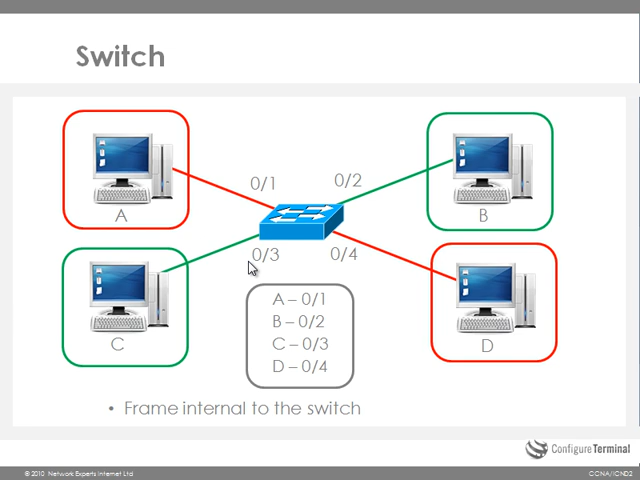 Switch
0/1
0/2
A
B
0/3
0/4
C
D
A – 0/1
B – 0/2
C – 0/3
D – 0/4
• Frame internal to the switch
Configure Terminal
© 2010 Network Experts Internet Ltd
CCNA/ICND2